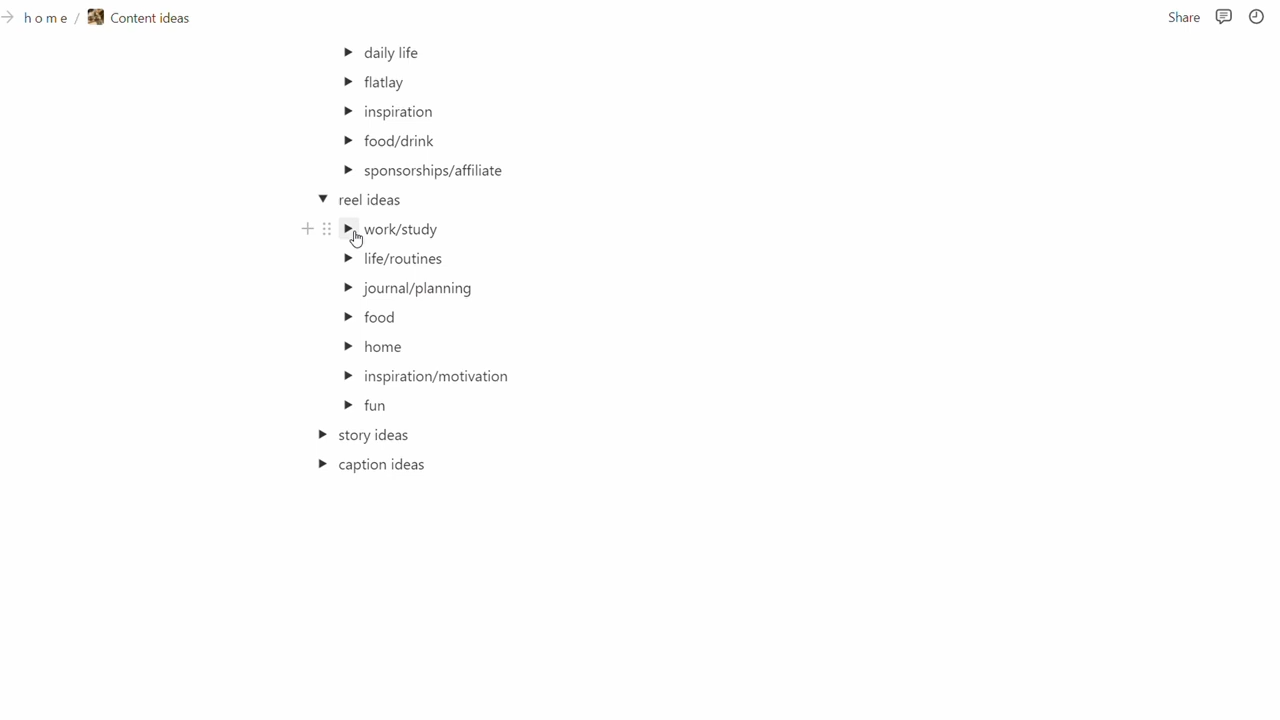 h o m e / Content ideas
Share
daily life
flatlay
inspiration
food/drink
sponsorships/affiliate
reel ideas
work/study
life/routines
journal/planning
food
home
inspiration/motivation
fun
story ideas
caption ideas